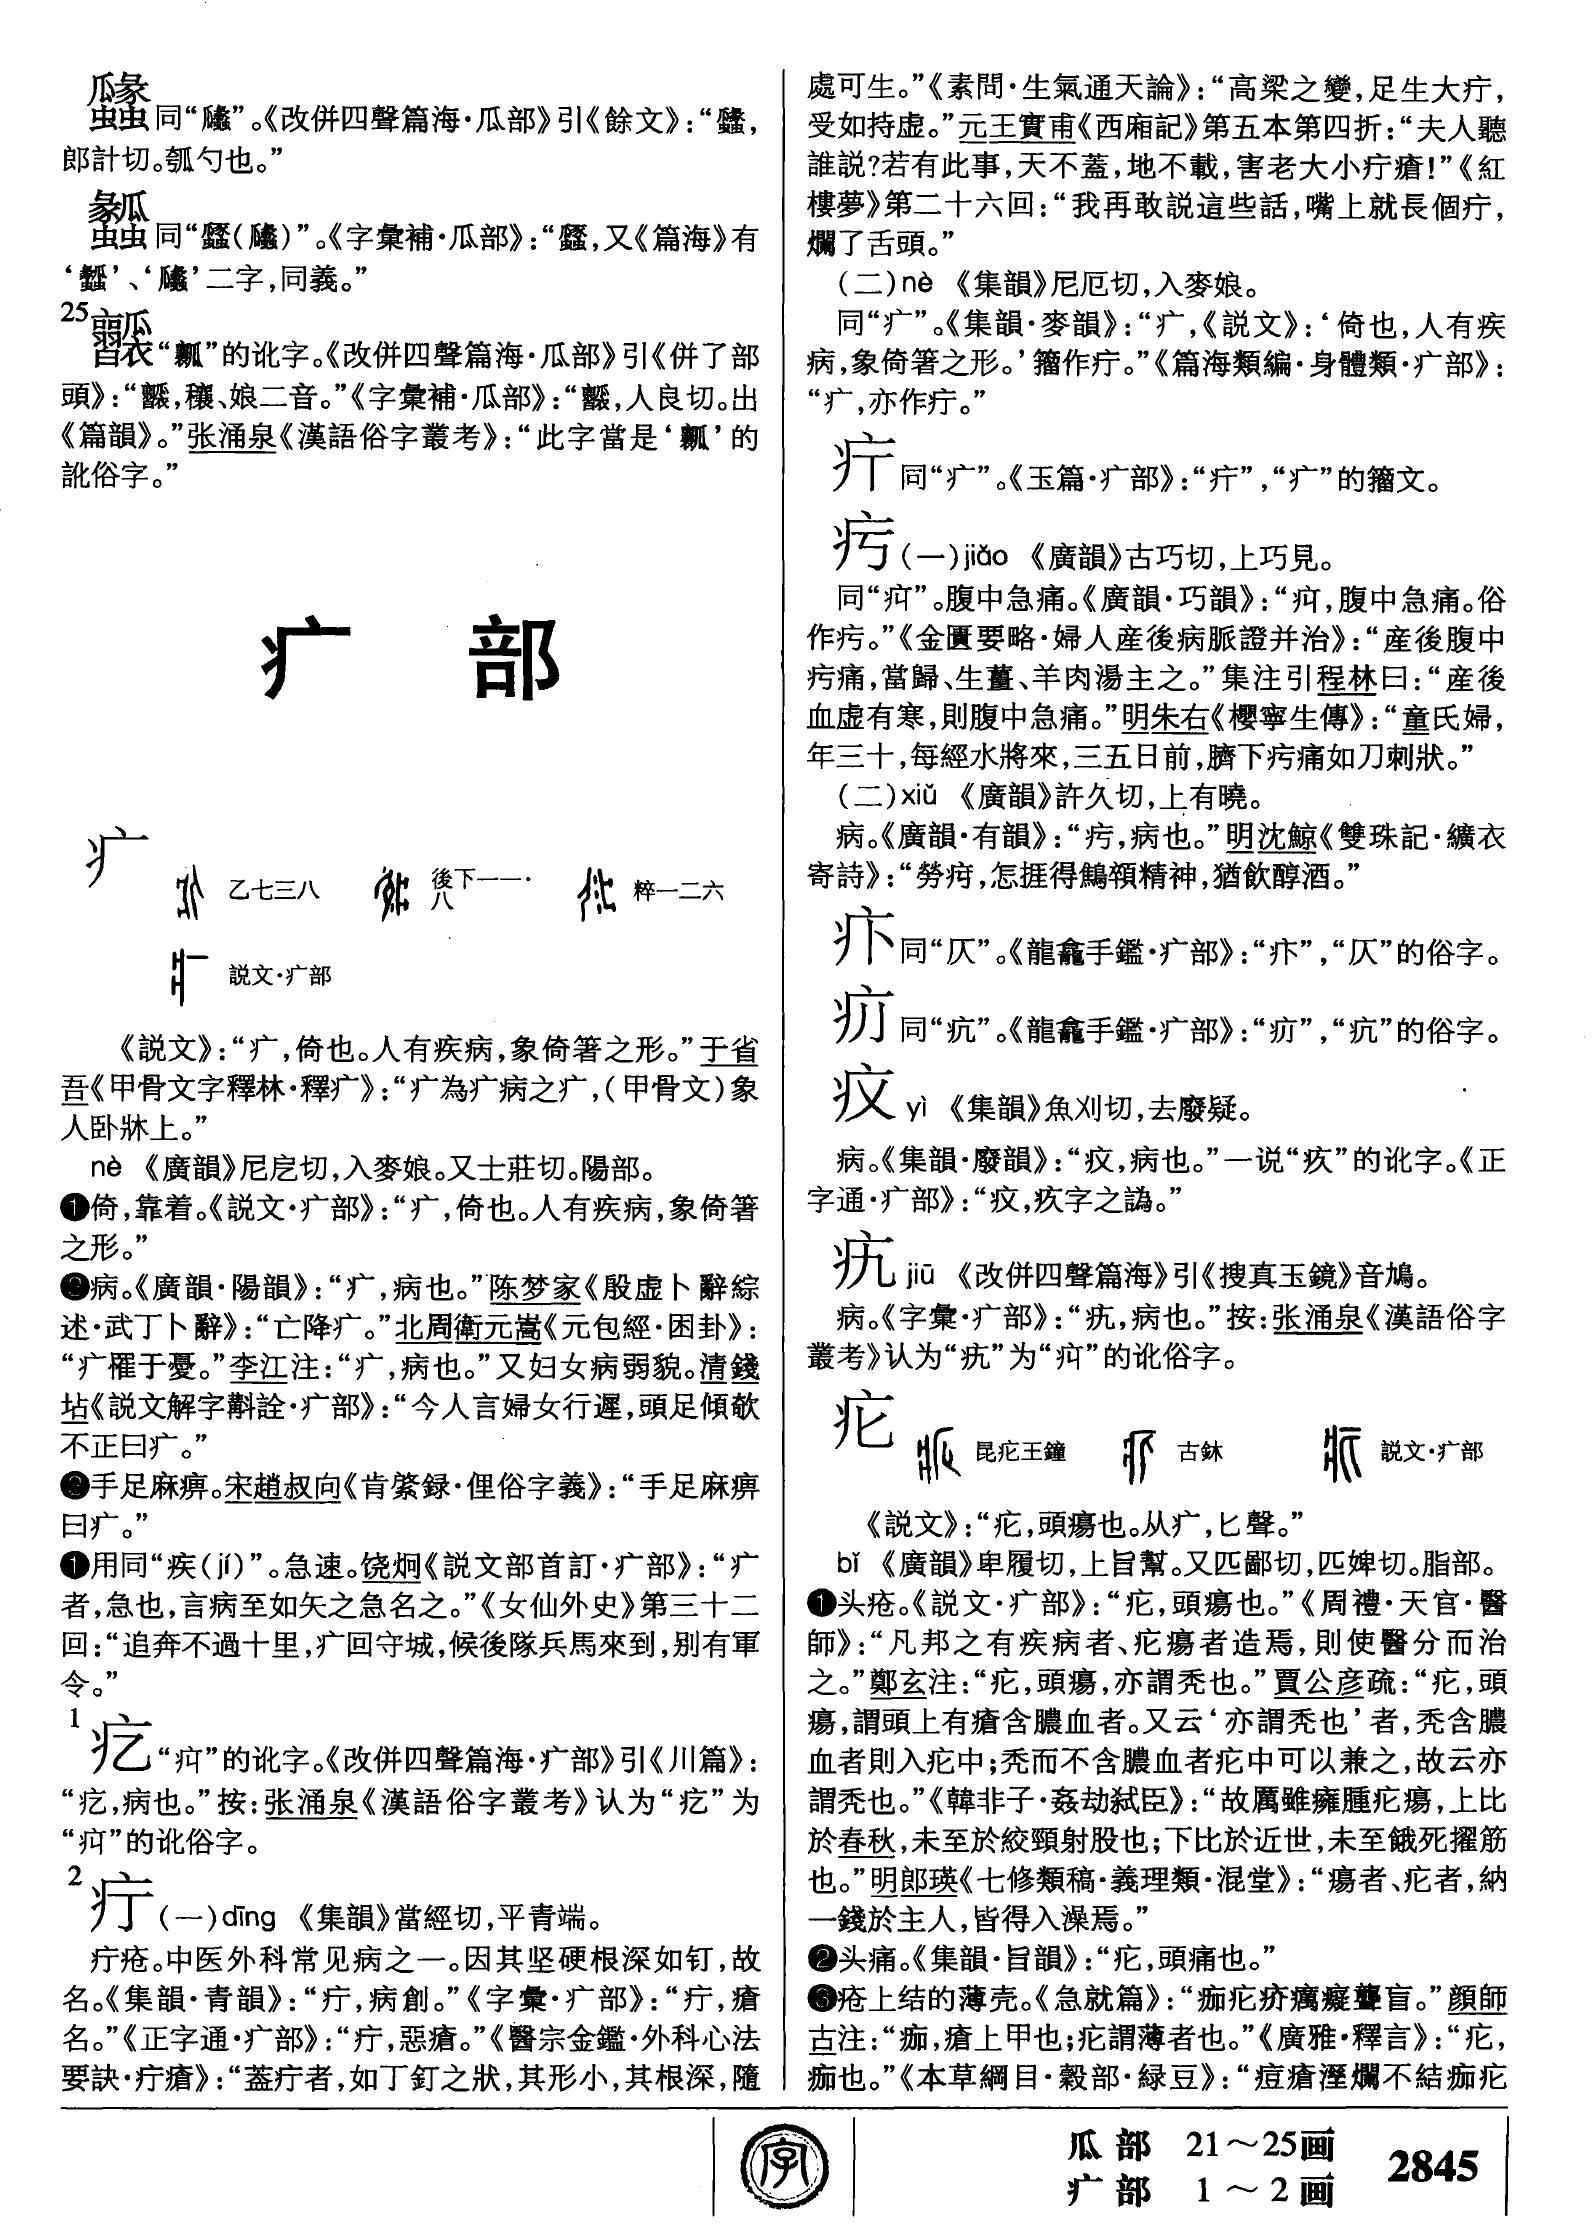 同“”。《改併四聲篇海·瓜部》引《餘文》：“，
郎計切。瓠勺也。”
同“（）”。《字彙補·瓜部》：“，又《篇海》有
‘’、‘’二字，同義。”
25
“瓤”的讹字。《改併四聲篇海·瓜部》引《併了部
頭》：“，穰、娘二音。”《字彙補·瓜部》：“，人良切。出
《篇韻》。”张涌泉《漢語俗字叢考》：“此字當是‘瓤’的
訛俗字。”
疒 部
疒
乙七三八 後下一一·八 粹一二六
説文·疒部
《説文》：“疒，倚也。人有疾病，象倚箸之形。”于省
吾《甲骨文字釋林·釋疒》：“疒為疒病之疒，（甲骨文）象
人卧牀上。”
nè 《廣韻》尼戹切，入麥娘。又士莊切。陽部。
❶倚，靠着。《説文·疒部》：“疒，倚也。人有疾病，象倚箸
之形。”
❷病。《廣韻·陽韻》：“疒，病也。”陈梦家《殷虚卜辭綜
述·武丁卜辭》：“亡降疒。”北周衛元嵩《元包經·困卦》：
“疒罹于憂。”李江注：“疒，病也。”又妇女病弱貌。清錢
坫《説文解字斠詮·疒部》：“今人言婦女行遲，頭足傾欹
不正曰疒。”
❸手足麻痹。宋趙叔向《肯綮録·俚俗字義》：“手足麻痹
曰疒。”
❶用同“疾（jí）”。急速。饶炯《説文部首訂·疒部》：“疒
者，急也，言病至如矢之急名之。”《女仙外史》第三十二
回：“追奔不過十里，疒回守城，候後隊兵馬來到，别有軍
令。”
1
疙“㽱”的讹字。《改併四聲篇海·疒部》引《川篇》：
“，病也。”按：张涌泉《漢語俗字叢考》认为“”为
“㽱”的讹俗字。
2
疔（一）dīng 《集韻》當經切，平青端。
疔疮。中医外科常见病之一。因其坚硬根深如钉，故
名。《集韻·青韻》：“疔，病創。”《字彙·疒部》：“疔，瘡
名。”《正字通·疒部》：“疔，惡瘡。”《醫宗金鑑·外科心法
要訣·疔瘡》：“蓋疔者，如丁釘之狀，其形小，其根深，隨
處可生。”《素問·生氣通天論》：“高梁之變，足生大疔，
受如持虚。”元王實甫《西廂記》第五本第四折：“夫人聽
誰説？若有此事，天不蓋，地不載，害老大小疔瘡！”《紅
樓夢》第二十六回：“我再敢説這些話，嘴上就長個疔，
爛了舌頭。”
（二）nè 《集韻》尼厄切，入麥娘。
同“疒”。《集韻·麥韻》：“疒，《説文》：‘倚也，人有疾
病，象倚箸之形。’籀作疔。”《篇海類編·身體類·疒部》：
“疒，亦作疔。”
同“疒”。《玉篇·疒部》：“”，“疒”的籀文。
㽲（一）jiǎo 《廣韻》古巧切，上巧見。
同“㽱”。腹中急痛。《廣韻·巧韻》：“㽱，腹中急痛。俗
作㽲。”《金匱要略·婦人産後病脈證并治》：“産後腹中
㽲痛，當歸、生薑、羊肉湯主之。”集注引程林曰：“産後
血虚有寒，則腹中急痛。”明朱右《櫻寧生傳》：“童氏婦，
年三十，每經水將來，三五日前，臍下㽲痛如刀刺狀。”
（二）xiǔ 《廣韻》許久切，上有曉。
病。《廣韻·有韻》：“㽲，病也。”明沈鯨《雙珠記·纊衣
寄詩》：“勞㽲，怎捱得鷦顇精神，猶飲醇酒。”
同“仄”。《龍龕手鑑·疒部》：“”，“仄”的俗字。
同“疣”。《龍龕手鑑·疒部》：“”，“”的俗字。
yì 《集韻》魚刈切，去廢疑。
病。《集韻·廢韻》：“，病也。”一说“疚”的讹字。《正
字通·疒部》：“，疚字之譌。”
jiū 《改併四聲篇海》引《搜真玉鏡》音鳩。
病。《字彙·疒部》：“，病也。”按：张涌泉《漢語俗字
叢考》认为“”为“㽱”的讹俗字。
疕
昆疕王鐘 古鉥 説文·疒部
《説文》：“疕，頭瘍也。从疒，匕聲。”
bǐ 《廣韻》卑履切，上旨幫。又匹鄙切，匹婢切。脂部。
❶头疮。《説文·疒部》：“疕，頭瘍也。”《周禮·天官·醫
師》：“凡邦之有疾病者、疕瘍者造焉，則使醫分而治
之。”鄭玄注：“疕，頭瘍，亦謂秃也。”賈公彦疏：“疕，頭
瘍，謂頭上有瘡含膿血者。又云‘亦謂秃也’者，秃含膿
血者則入疕中；秃而不含膿血者疕中可以兼之，故云亦
謂秃也。”《韓非子·姦劫弒臣》：“故厲雖癰腫疕瘍，上比
於春秋，未至於絞頸射股也；下比於近世，未至餓死擢筋
也。”明郎瑛《七修類稿·義理類·混堂》：“瘍者、疕者，納
一錢於主人，皆得入澡焉。”
❷头痛。《集韻·旨韻》：“疕，頭痛也。”
❸疮上结的薄壳。《急就篇》：“痂疕疥癘癡聾盲。”顔師
古注：“痂，瘡上甲也；疕謂薄者也。”《廣雅·釋言》：“疕，
痂也。”《本草綱目·穀部·緑豆》：“痘瘡溼爛不結痂疕
字
瓜部 21～25画
疒部 1～2画
2845